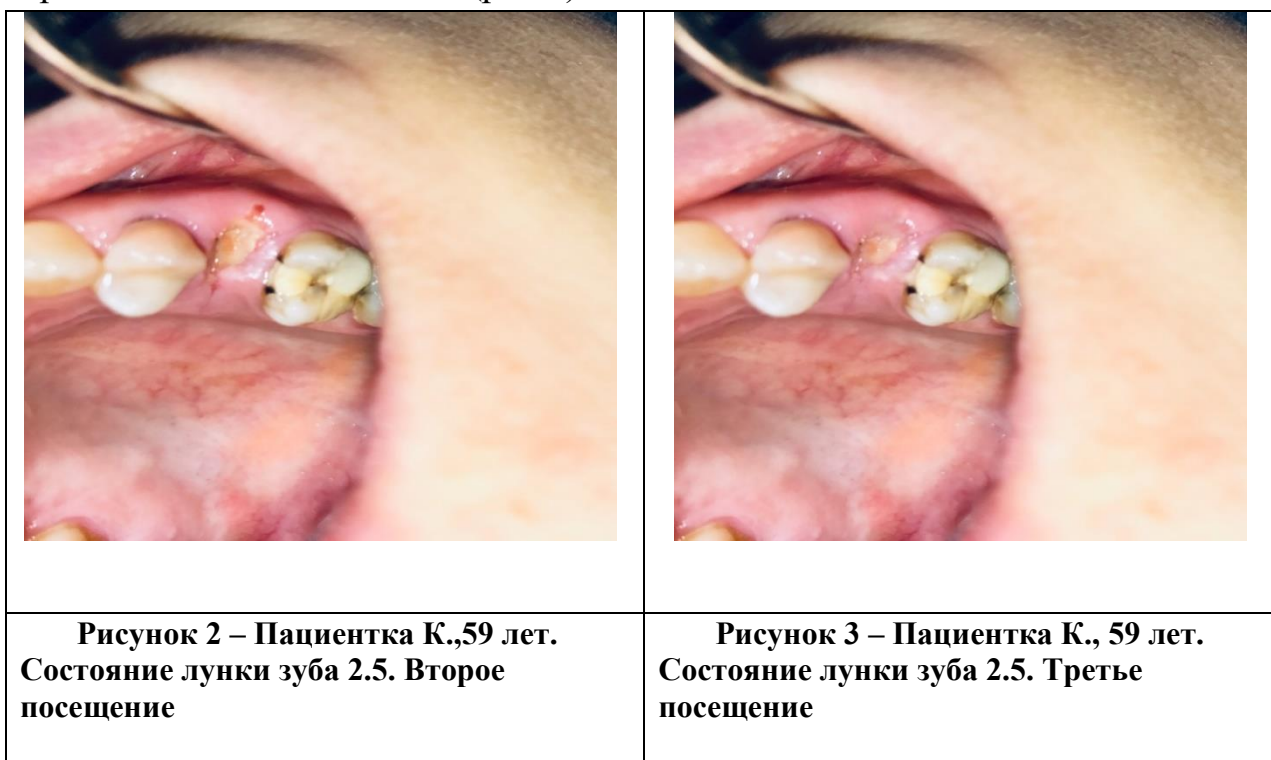 Рисунок 2 – Пациентка К.,59 лет.
Состояние лунки зуба 2.5. Второе
посещение
Рисунок 3 – Пациентка К., 59 лет.
Состояние лунки зуба 2.5. Третье
посещение